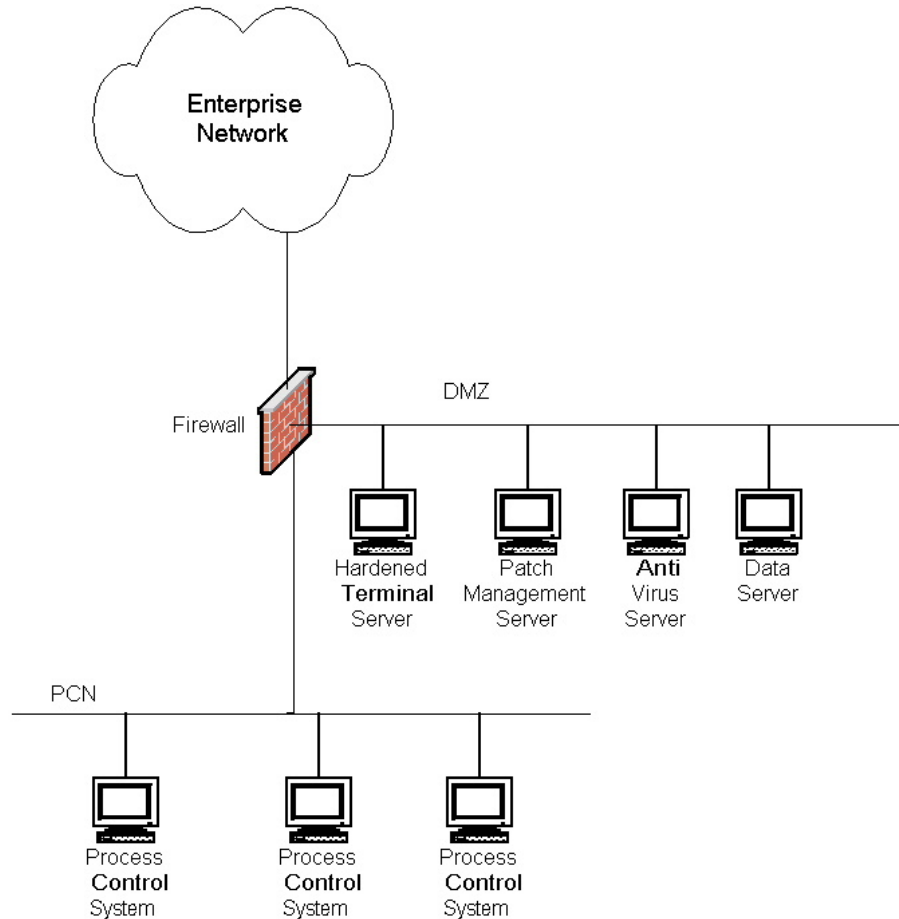 Enterprise
Network
DMZ
Firewall
Hardened
Terminal
Server
Patch
Management
Server
Anti
Virus
Server
Data
Server
PCN
Process
Control
System
Process
Control
System
Process
Control
System